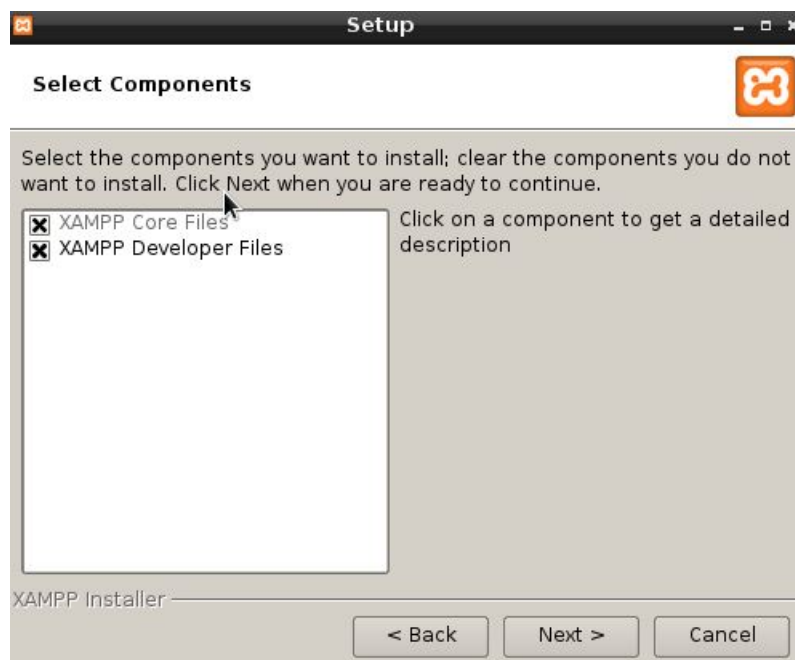 Setup
Select Components
Select the components you want to install; clear the components you do not
want to install. Click Next when you are ready to continue.
XAMPP Core Files
XAMPP Developer Files
Click on a component to get a detailed
description
XAMPP Installer
< Back
Next >
Cancel